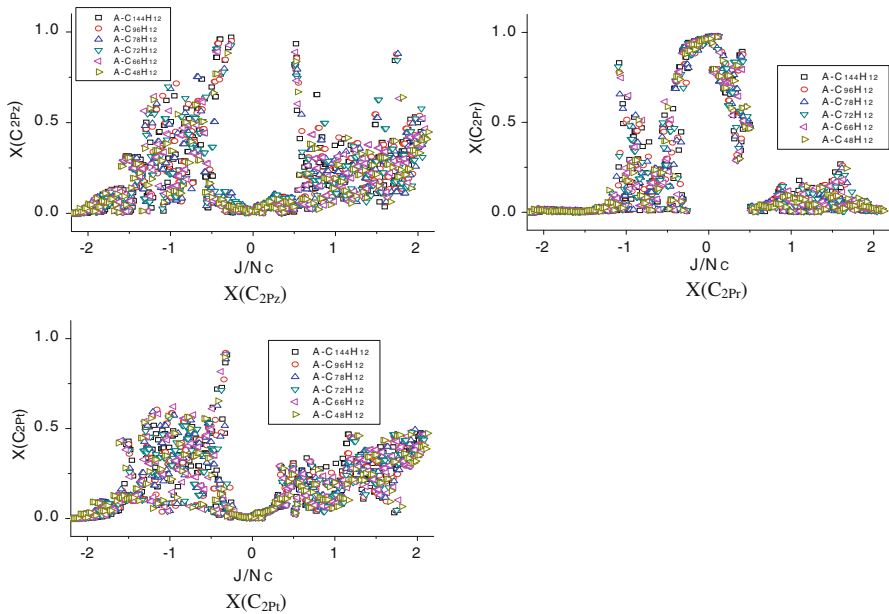 A-C144H12
A-C96H12
A-C78H12
A-C72H12
A-C66H12
A-C48H12
X(C2Pz)
1.0
0.5
0.0
-2 -1 0 1 2
J/Nc
X(C2Pz)
A-C144H12
A-C96H12
A-C78H12
A-C72H12
A-C66H12
A-C48H12
X(C2Pr)
1.0
0.5
0.0
-2 -1 0 1 2
J/Nc
X(C2Pr)
A-C144H12
A-C96H12
A-C78H12
A-C72H12
A-C66H12
A-C48H12
X(C2Pt)
1.0
0.5
0.0
-2 -1 0 1 2
J/Nc
X(C2Pt)